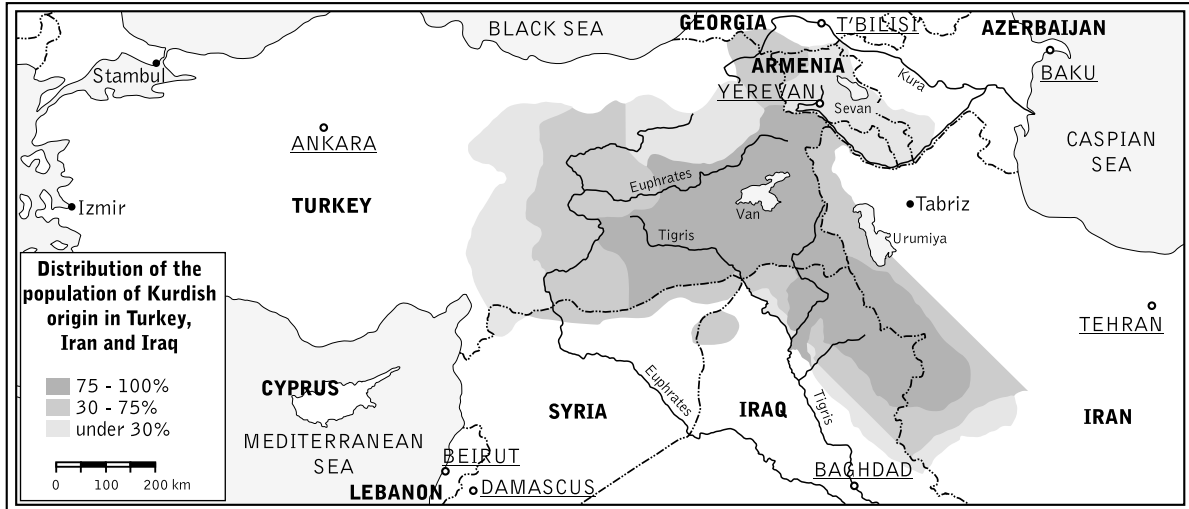 BLACK SEA
GEORGIA
T'BILISI
AZERBAIJAN
BAKU
Stambul
ARMENIA
YEREVAN
Kura
Sevan
ANKARA
CASPIAN
SEA
TURKEY
Izmir
Euphrates
Van
Tabriz
Tigris
Urumiya
Distribution of the
population of Kurdish
origin in Turkey,
Iran and Iraq
75 - 100%
30 - 75%
under 30%
0 100 200 km
TEHRAN
CYPRUS
MEDITERRANEAN
SEA
SYRIA
Euphrates
IRAQ
Tigris
IRAN
BEIRUT
LEBANON
DAMASCUS
BAGHDAD